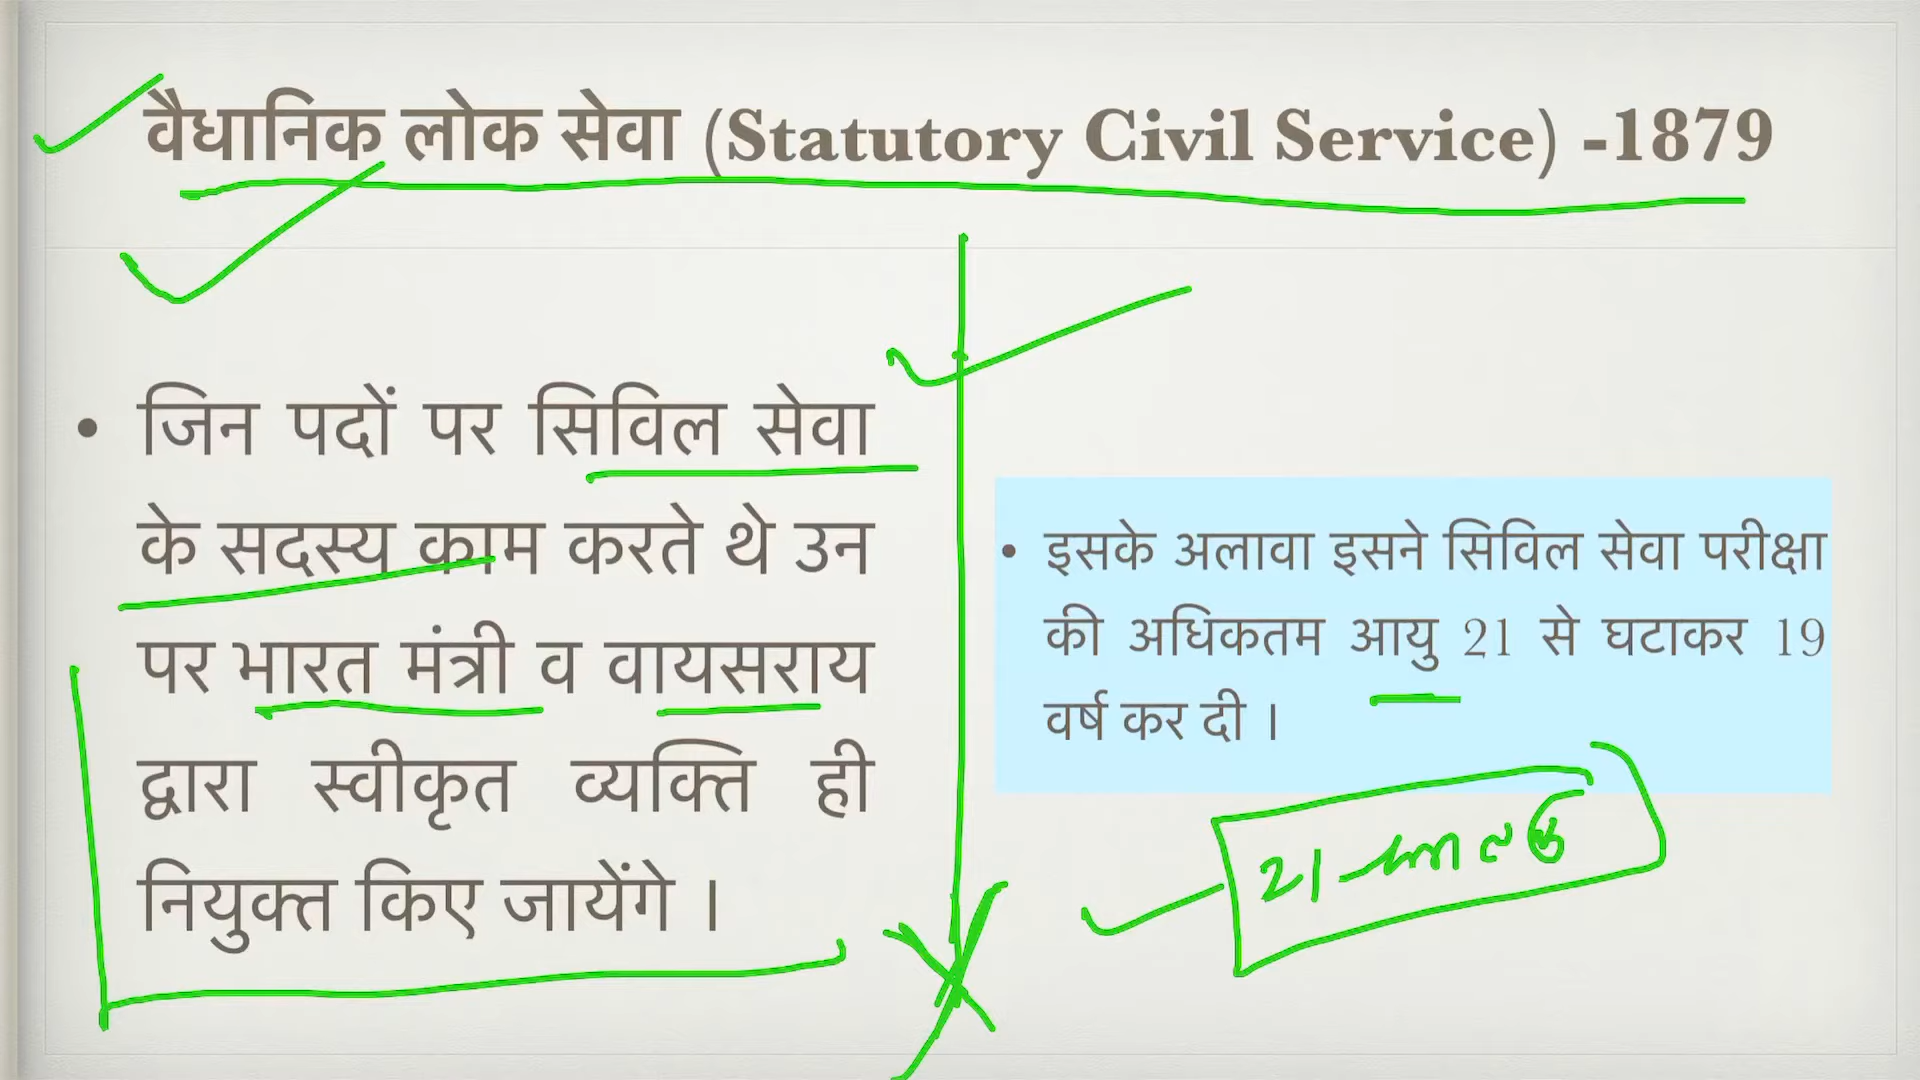 वैधानिक लोक सेवा (Statutory Civil Service) -1879
• जिन पदों पर सिविल सेवा
के सदस्य काम करते थे उन
पर भारत मंत्री व वायसराय
द्वारा स्वीकृत व्यक्ति ही
नियुक्त किए जायेंगे ।
• इसके अलावा इसने सिविल सेवा परीक्षा
की अधिकतम आयु 21 से घटाकर 19
वर्ष कर दी ।
21